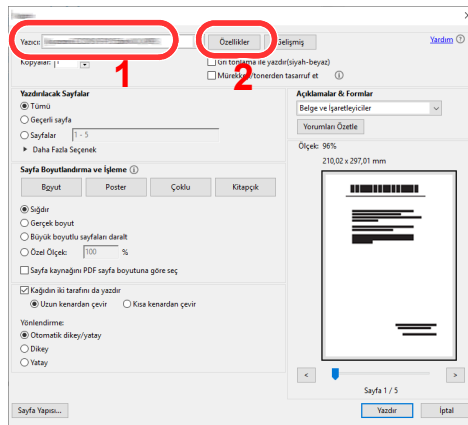 Yazıcı: Özellikler Gelişmiş Yardım
Kopyalar: 1 Gri tonlama ile yazdır(siyah-beyaz)
1 2
Mürekkep/tonerden tasarruf et
Yazdırılacak Sayfalar Açıklamalar & Formlar
Tümü Belge ve İşaretleyiciler
Geçerli sayfa
Sayfalar 1 - 5 Yorumları Özetle
Daha Fazla Seçenek
Ölçek: 96%
Sayfa Boyutlandırma ve İşleme 210,02 x 297,01 mm
Boyut Poster Çoklu Kitapçık
Sığdır
Gerçek boyut
Büyük boyutlu sayfaları daralt
Özel Ölçek: 100 %
Sayfa kaynağını PDF sayfa boyutuna göre seç
Kağıdın iki tarafını da yazdır
Uzun kenardan çevir Kısa kenardan çevir
Yönlendirme:
Otomatik dikey/yatay
Dikey
Yatay
< >
Sayfa 1 / 5
Sayfa Yapısı... Yazdır İptal